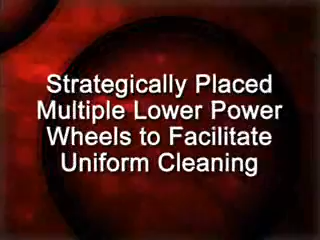 Strategically Placed
Multiple Lower Power
Wheels to Facilitate
Uniform Cleaning